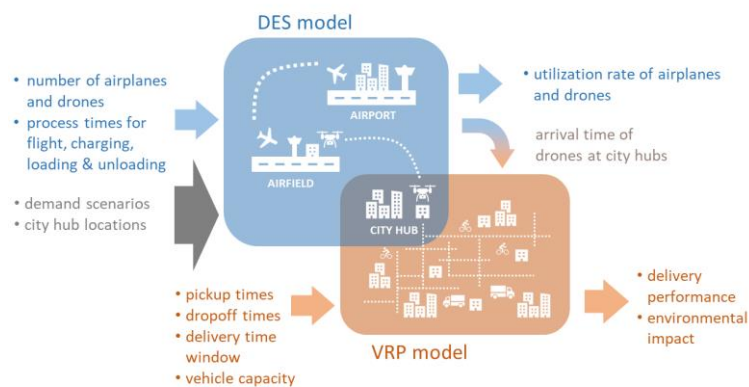 DES model
• number of airplanes
and drones
• process times for
flight, charging,
loading & unloading
• demand scenarios
• city hub locations
AIRPORT
AIRFIELD
CITY HUB
• utilization rate of airplanes
and drones
arrival time of
drones at city hubs
• pickup times
• dropoff times
• delivery time
window
• vehicle capacity
VRP model
• delivery
performance
• environmental
impact